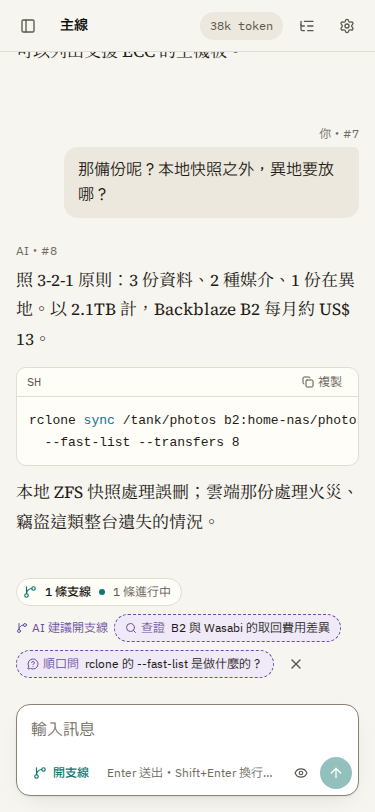 主線
38k token
可以列出支援 ECC 的主機板。
你・#7
那備份呢？本地快照之外，異地要放
哪？
AI・#8
照 3-2-1 原則：3 份資料、2 種媒介、1 份在異
地。以 2.1TB 計，Backblaze B2 每月約 US$
13。
SH
複製
rclone sync /tank/photos b2:home-nas/photo
--fast-list --transfers 8
本地 ZFS 快照處理誤刪；雲端那份處理火災、
竊盜這類整台遺失的情況。
1 條支線 ● 1 條進行中
AI 建議開支線 查證 B2 與 Wasabi 的取回費用差異
順口問 rclone 的 --fast-list 是做什麼的？
輸入訊息
開支線 Enter 送出・Shift+Enter 換行…